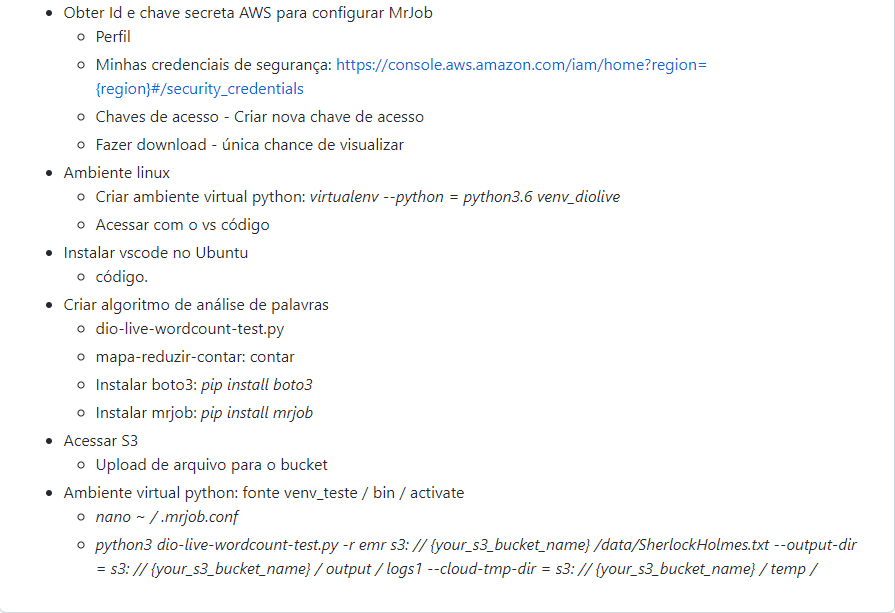 Obter Id e chave secreta AWS para configurar MrJob
Perfil
Minhas credenciais de segurança: https://console.aws.amazon.com/iam/home?region=
{region}#/security_credentials
Chaves de acesso - Criar nova chave de acesso
Fazer download - única chance de visualizar
Ambiente linux
Criar ambiente virtual python: virtualenv --python = python3.6 venv_diolive
Acessar com o vs código
Instalar vscode no Ubuntu
código.
Criar algoritmo de análise de palavras
dio-live-wordcount-test.py
mapa-reduzir-contar: contar
Instalar boto3: pip install boto3
Instalar mrjob: pip install mrjob
Acessar S3
Upload de arquivo para o bucket
Ambiente virtual python: fonte venv_teste / bin / activate
nano ~ / .mrjob.conf
python3 dio-live-wordcount-test.py -r emr s3: // {your_s3_bucket_name} /data/SherlockHolmes.txt --output-dir
= s3: // {your_s3_bucket_name} / output / logs1 --cloud-tmp-dir = s3: // {your_s3_bucket_name} / temp /